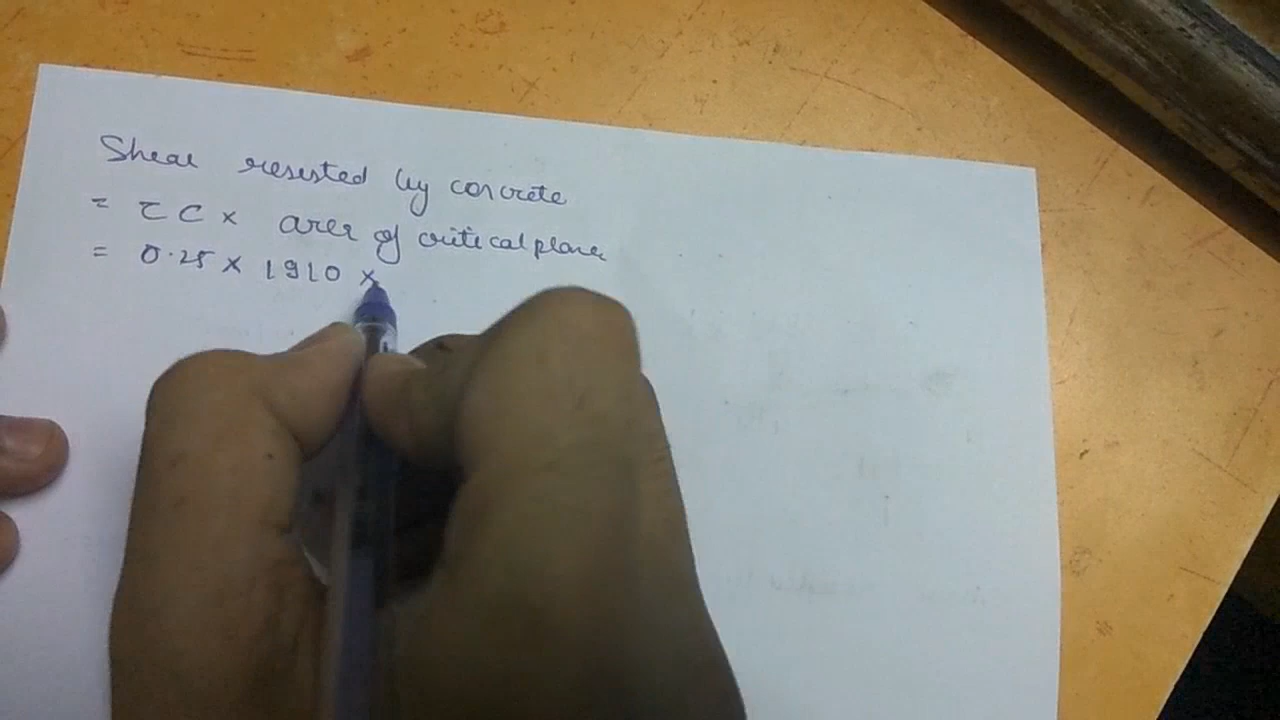 Shear resisted by concrete
= τc × area of critical plane
= 0.25 × 1910 ×